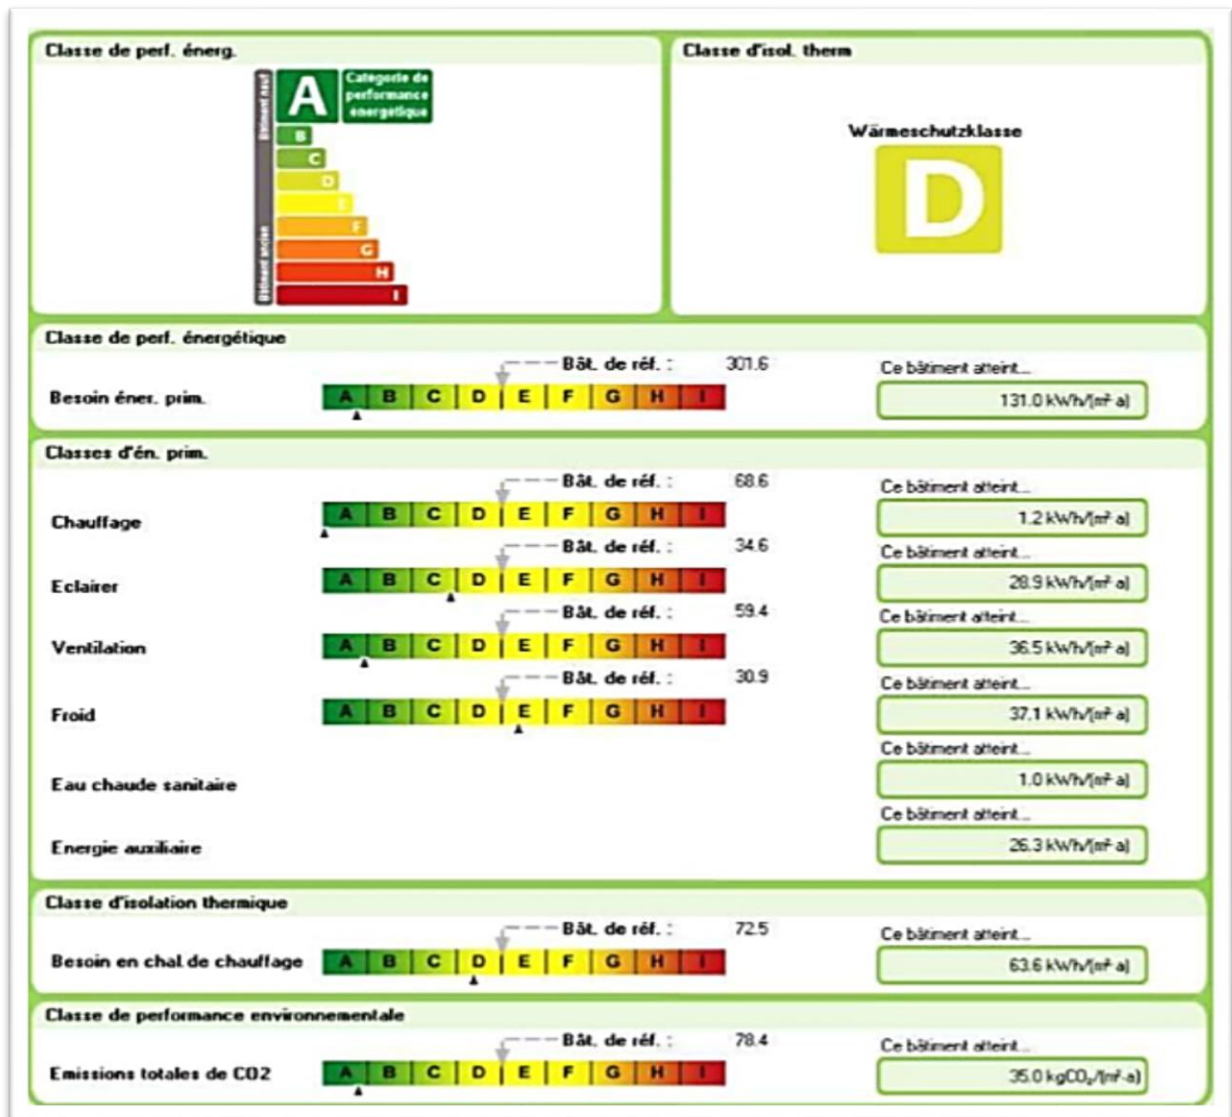 Classe de perf. énerg.
Classe d'isol. therm
Bâtiment neuf
Bâtiment ancien
A
Catégorie de
performance
énergétique
B
C
D
E
F
G
H
I
Wärmeschutzklasse
D
Classe de perf. énergétique
Bât. de réf. : 301.6
Ce bâtiment atteint...
Besoin éner. prim. A B C D E F G H I 131.0 kWh/(m² a)
Classes d'én. prim.
Bât. de réf. : 68.6
Ce bâtiment atteint...
Chauffage A B C D E F G H I 1.2 kWh/(m² a)
Bât. de réf. : 34.6
Ce bâtiment atteint...
Eclairer A B C D E F G H I 28.9 kWh/(m² a)
Bât. de réf. : 59.4
Ce bâtiment atteint...
Ventilation A B C D E F G H I 36.5 kWh/(m² a)
Bât. de réf. : 30.9
Ce bâtiment atteint...
Froid A B C D E F G H I 37.1 kWh/(m² a)
Ce bâtiment atteint...
Eau chaude sanitaire 1.0 kWh/(m² a)
Ce bâtiment atteint...
Energie auxiliaire 26.3 kWh/(m² a)
Classe d'isolation thermique
Bât. de réf. : 72.5
Ce bâtiment atteint...
Besoin en chal. de chauffage A B C D E F G H I 63.6 kWh/(m² a)
Classe de performance environnementale
Bât. de réf. : 78.4
Ce bâtiment atteint...
Emissions totales de CO2 A B C D E F G H I 35.0 kgCO₂/(m²·a)